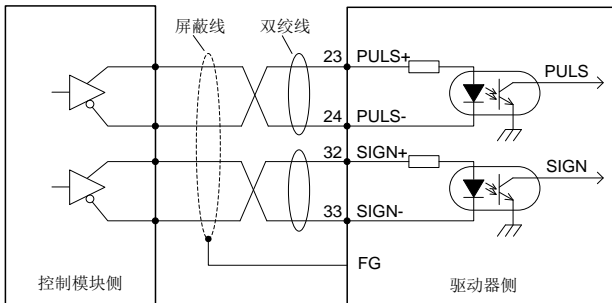 屏蔽线
双绞线
23
PULS+
PULS
24
PULS-
32
SIGN+
SIGN
33
SIGN-
FG
控制模块侧
驱动器侧